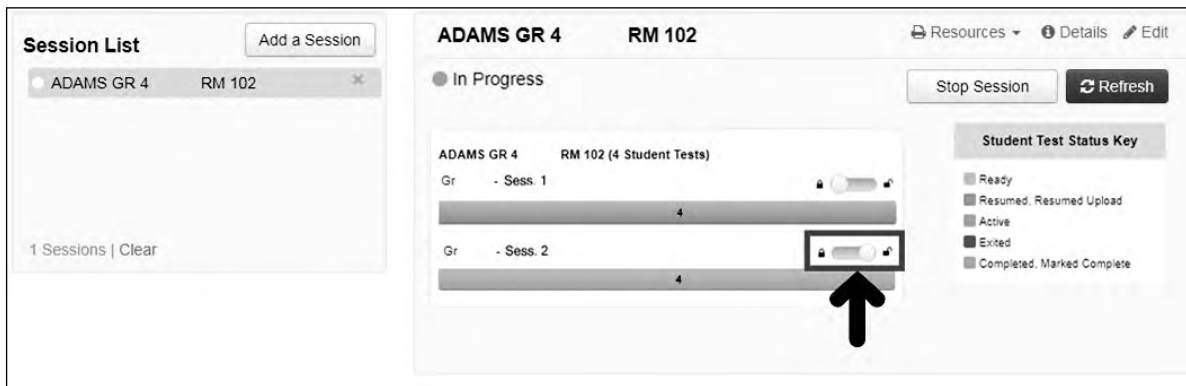 Session List
Add a Session
ADAMS GR 4 RM 102
1 Sessions | Clear
ADAMS GR 4 RM 102
Resources
Details
Edit
In Progress
Stop Session
Refresh
ADAMS GR 4 RM 102 (4 Student Tests)
Gr - Sess. 1
4
Gr - Sess. 2
4
Student Test Status Key
Ready
Resumed, Resumed Upload
Active
Exited
Completed, Marked Complete